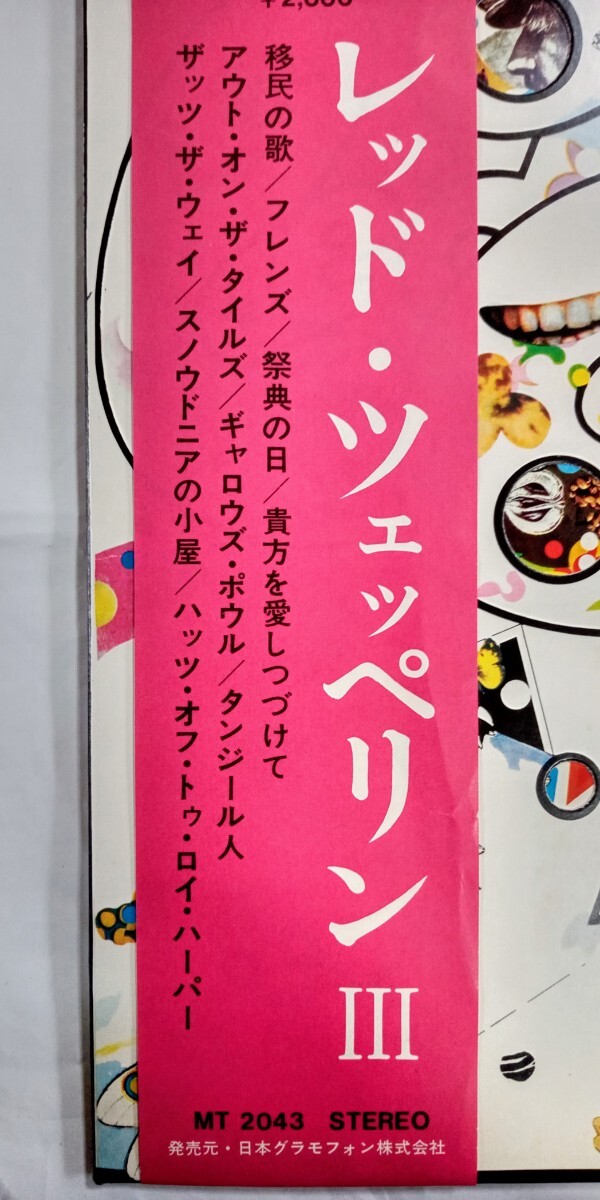 レッド・ツェッペリン III
移民の歌/フレンズ/祭典の日/貴方を愛しつづけて
アウト・オン・ザ・タイルズ/ギャロウズ・ポウル/タンジール人
ザッツ・ザ・ウェイ/スノウドニアの小屋/ハッツ・オフ・トゥ・ロイ・ハーパー
MT 2043 STEREO
発売元・日本グラモフォン株式会社